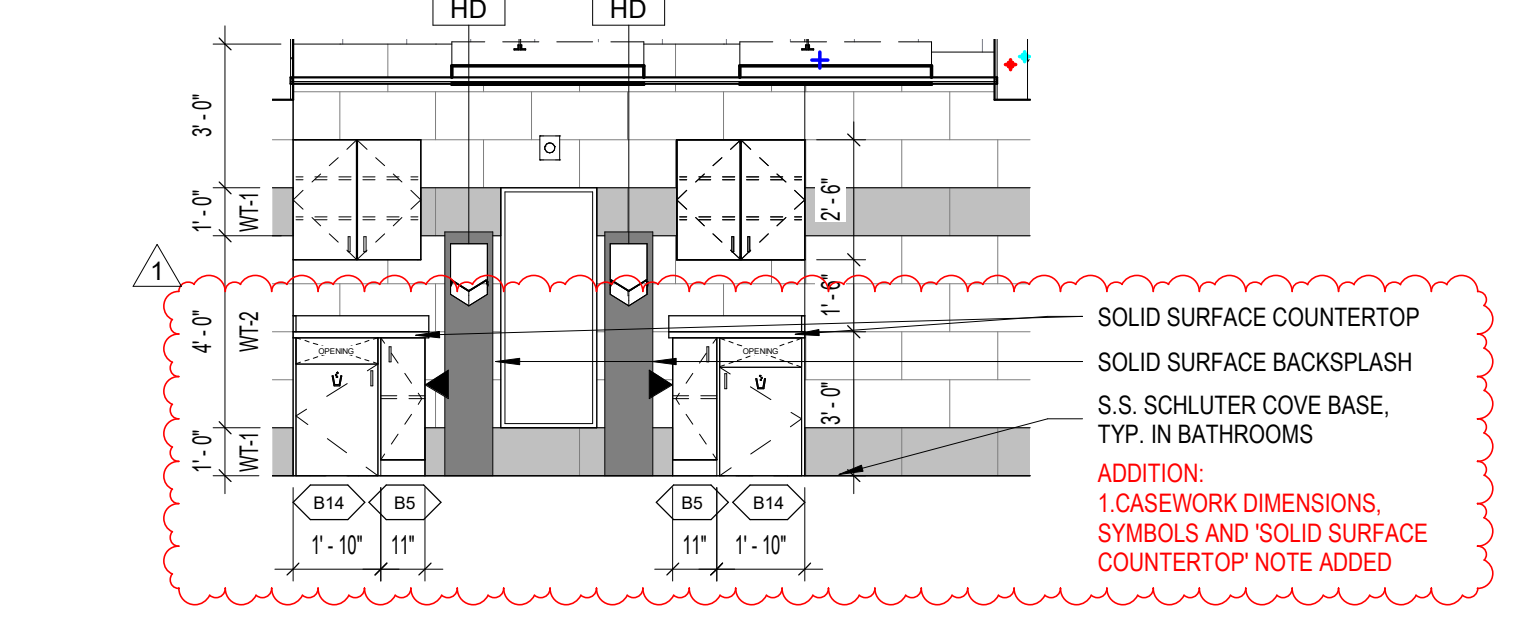 HD
HD
3' - 0"
1' - 0"
WT-1
2' - 6"
1
1' - 6"
4' - 0"
WT-2
SOLID SURFACE COUNTERTOP
OPENING
OPENING
SOLID SURFACE BACKSPLASH
3' - 0"
S.S. SCHLUTER COVE BASE,
TYP. IN BATHROOMS
1' - 0"
WT-1
ADDITION:
1.CASEWORK DIMENSIONS,
SYMBOLS AND 'SOLID SURFACE
COUNTERTOP' NOTE ADDED
B14
B5
B5
B14
1' - 10"
11"
11"
1' - 10"